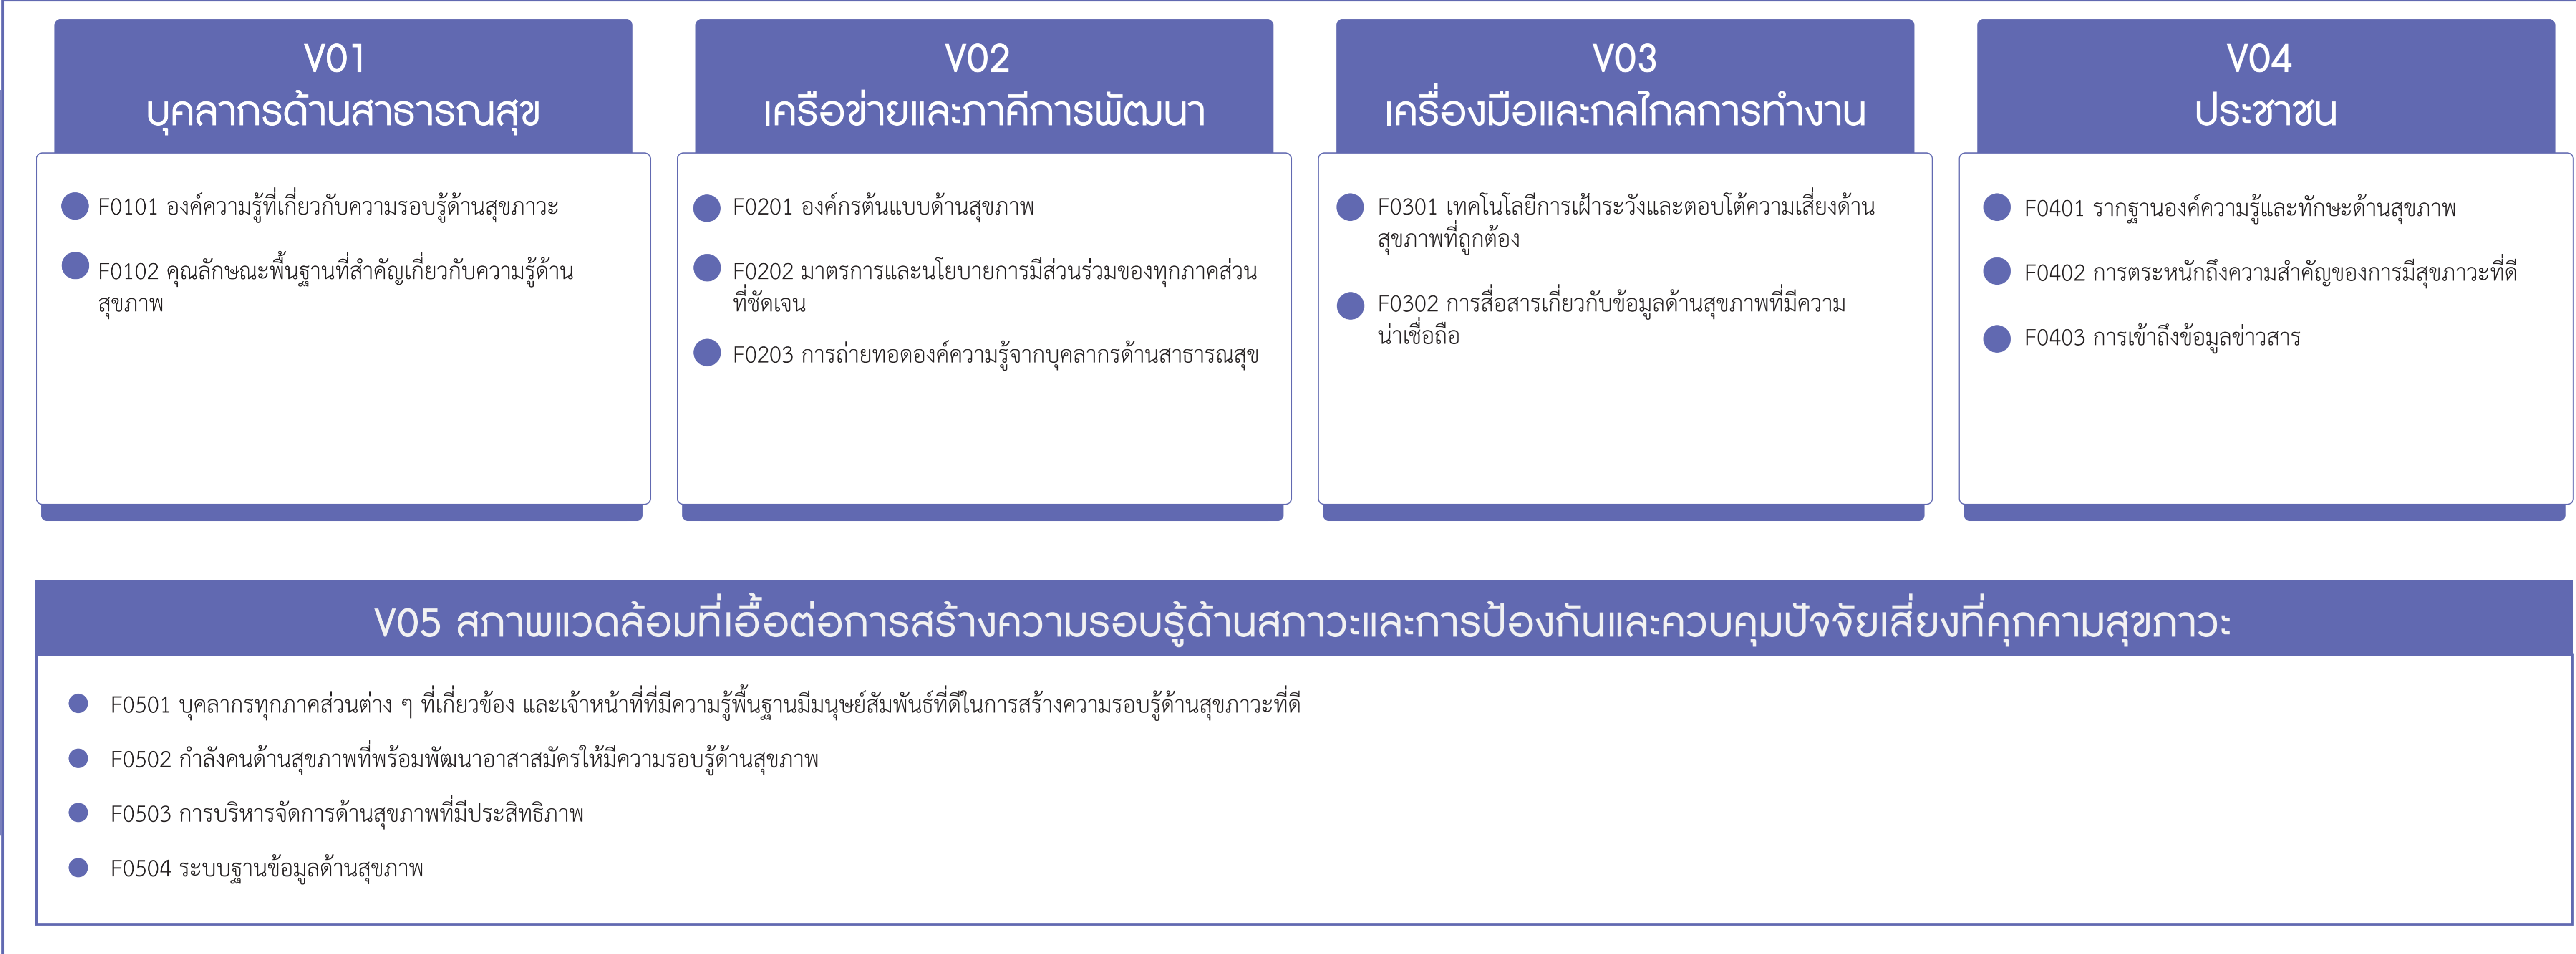 V01
บุคลากรด้านสาธารณสุข
F0101 องค์ความรู้ที่เกี่ยวกับความรอบรู้ด้านสุขภาวะ
F0102 คุณลักษณะพื้นฐานที่สำคัญเกี่ยวกับความรู้ด้าน
สุขภาพ
V02
เครือข่ายและภาคีการพัฒนา
F0201 องค์กรต้นแบบด้านสุขภาพ
F0202 มาตรการและนโยบายการมีส่วนร่วมของทุกภาคส่วน
ที่ชัดเจน
F0203 การถ่ายทอดองค์ความรู้จากบุคลากรด้านสาธารณสุข
V03
เครื่องมือและกลไกลการทำงาน
F0301 เทคโนโลยีการเฝ้าระวังและตอบโต้ความเสี่ยงด้าน
สุขภาพที่ถูกต้อง
F0302 การสื่อสารเกี่ยวกับข้อมูลด้านสุขภาพที่มีความ
น่าเชื่อถือ
V04
ประชาชน
F0401 รากฐานองค์ความรู้และทักษะด้านสุขภาพ
F0402 การตระหนักถึงความสำคัญของการมีสุขภาวะที่ดี
F0403 การเข้าถึงข้อมูลข่าวสาร
V05 สภาพแวดล้อมที่เอื้อต่อการสร้างความรอบรู้ด้านสภาวะและการป้องกันและควบคุมปัจจัยเสี่ยงที่คุกคามสุขภาวะ
F0501 บุคลากรทุกภาคส่วนต่าง ๆ ที่เกี่ยวข้อง และเจ้าหน้าที่ที่มีความรู้พื้นฐานมีมนุษย์สัมพันธ์ที่ดีในการสร้างความรอบรู้ด้านสุขภาวะที่ดี
F0502 กำลังคนด้านสุขภาพที่พร้อมพัฒนาอาสาสมัครให้มีความรอบรู้ด้านสุขภาพ
F0503 การบริหารจัดการด้านสุขภาพที่มีประสิทธิภาพ
F0504 ระบบฐานข้อมูลด้านสุขภาพ